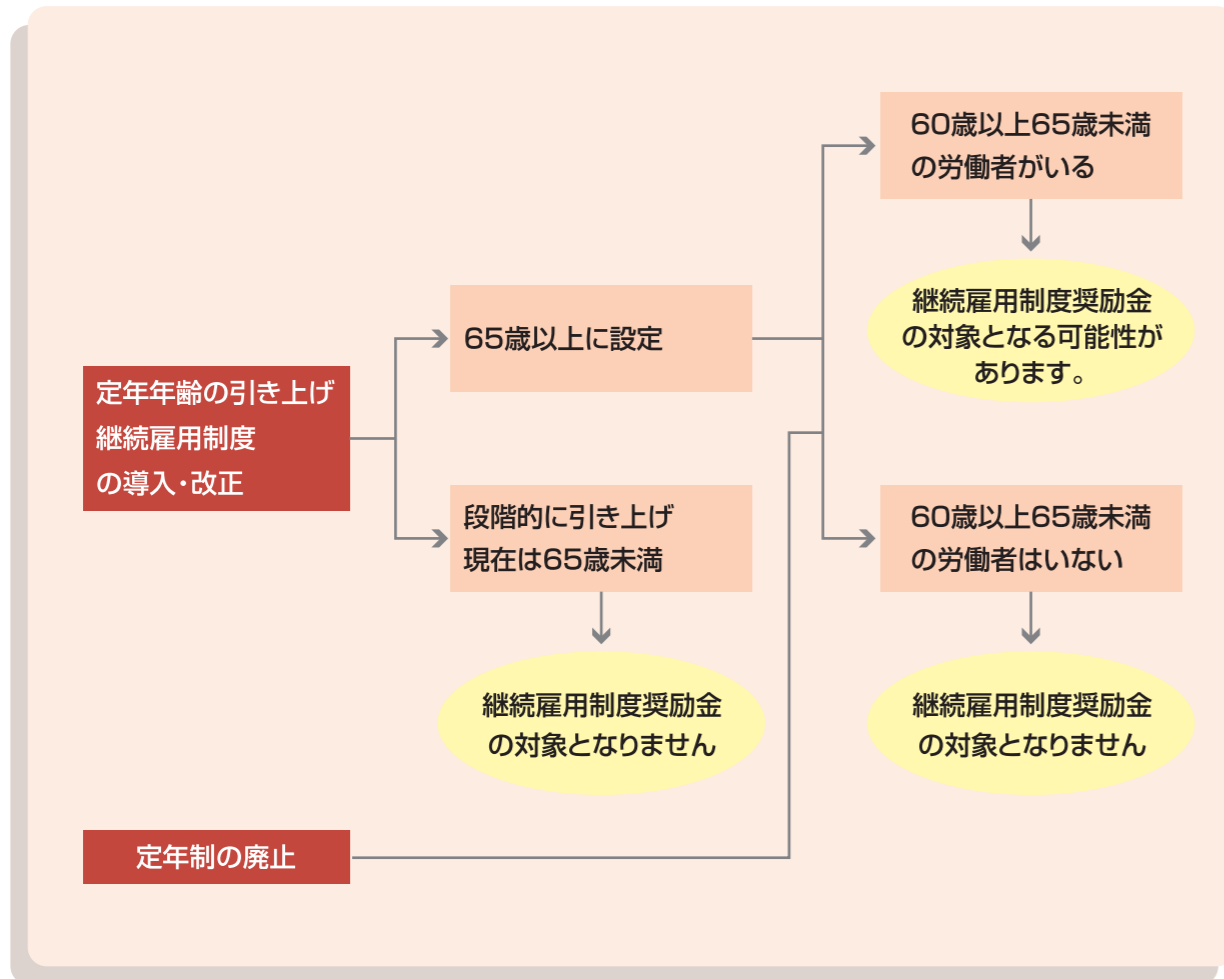 定年年齢の引き上げ
継続雇用制度
の導入・改正
65歳以上に設定
60歳以上65歳未満
の労働者がいる
継続雇用制度奨励金
の対象となる可能性が
あります。
段階的に引き上げ
現在は65歳未満
継続雇用制度奨励金
の対象となりません
60歳以上65歳未満
の労働者はいない
継続雇用制度奨励金
の対象となりません
定年制の廃止